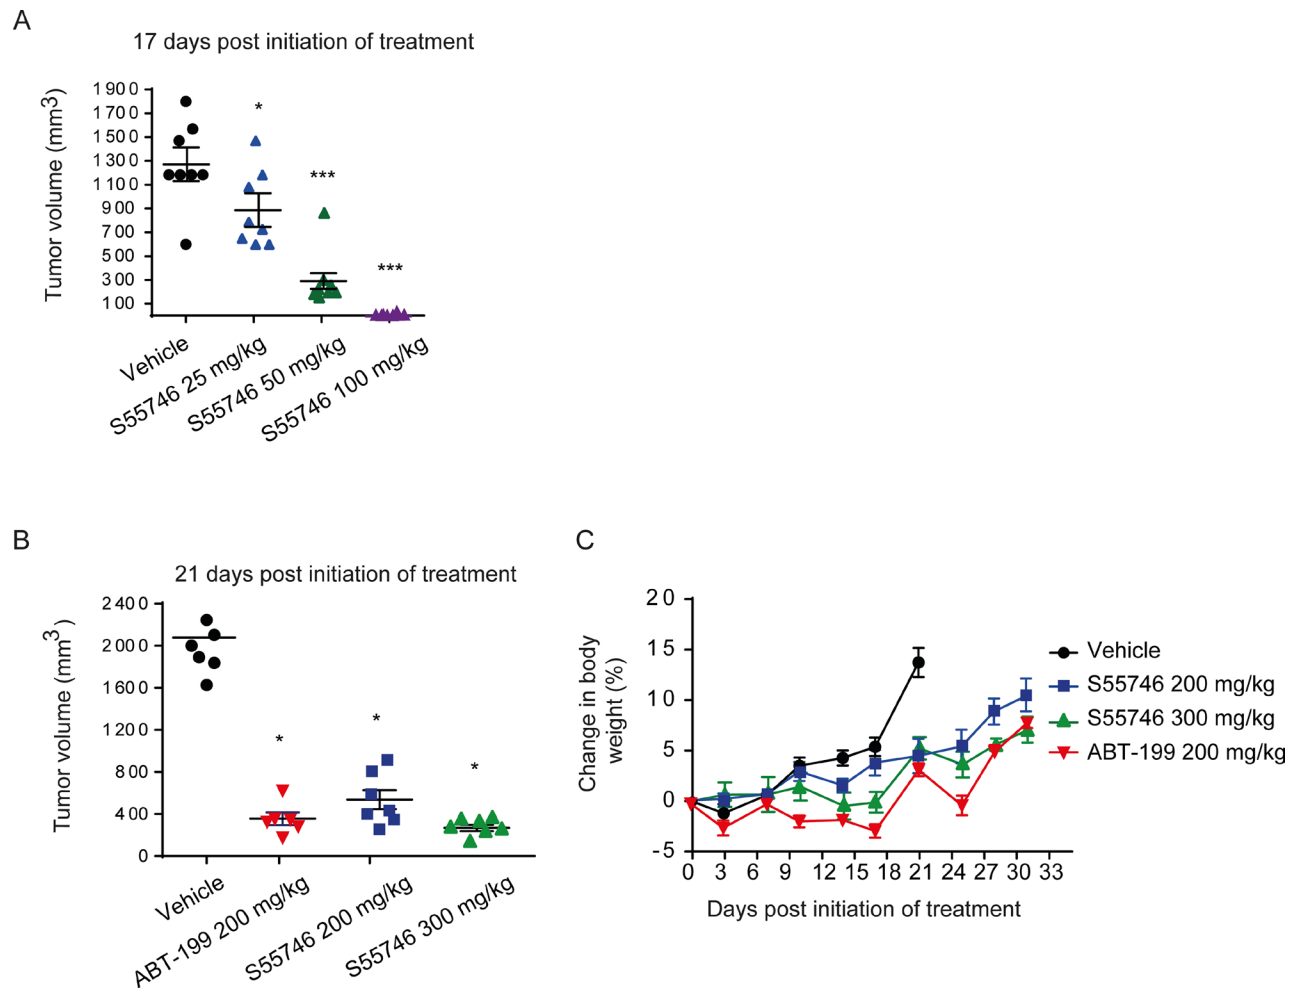 A
17 days post initiation of treatment
Tumor volume (mm3)
1900
1700
1500
1300
1100
900
700
500
300
100
*
***
***
Vehicle
S55746 25 mg/kg
S55746 50 mg/kg
S55746 100 mg/kg
B
21 days post initiation of treatment
Tumor volume (mm3)
2400
2000
1600
1200
800
400
0
*
*
*
Vehicle
ABT-199 200 mg/kg
S55746 200 mg/kg
S55746 300 mg/kg
C
Change in body
weight (%)
20
15
10
5
0
-5
0 3 6 9 12 15 18 21 24 27 30 33
Days post initiation of treatment
Vehicle
S55746 200 mg/kg
S55746 300 mg/kg
ABT-199 200 mg/kg